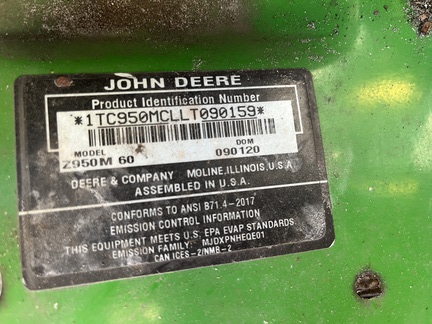 JOHN DEERE
Product Identification Number
*1TC950MCLLT090159*
MODEL DOM
Z950M 60 090120
DEERE & COMPANY MOLINE, ILLINOIS, U.S.A.
ASSEMBLED IN U.S.A.
CONFORMS TO ANSI B71.4-2017
EMISSION CONTROL INFORMATION
THIS EQUIPMENT MEETS U.S. EPA EVAP STANDARDS
EMISSION FAMILY: MJDXPNHEQE01
CAN ICES-2/NMB-2